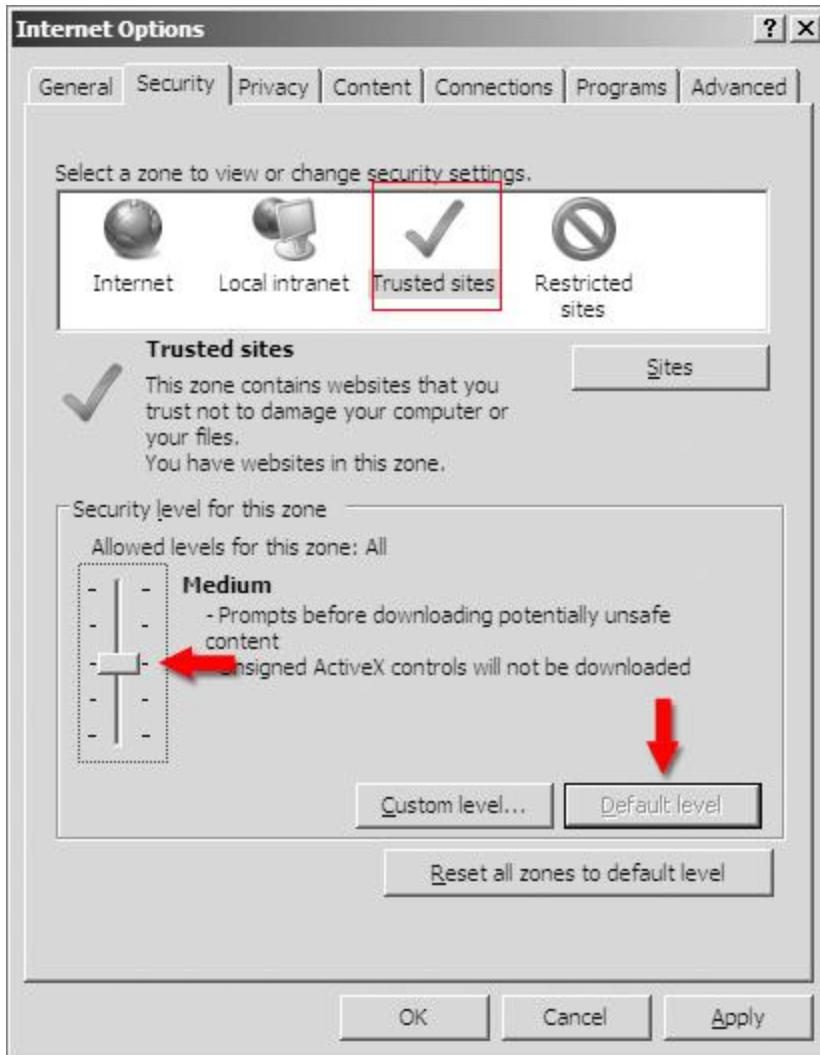 Internet Options
? X
General Security Privacy Content Connections Programs Advanced
Select a zone to view or change security settings.
Internet Local intranet Trusted sites Restricted
sites
Trusted sites
Sites
This zone contains websites that you
trust not to damage your computer or
your files.
You have websites in this zone.
Security level for this zone
Allowed levels for this zone: All
Medium
- Prompts before downloading potentially unsafe
content
ActiveX controls will not be downloaded
Custom level... Default level
Reset all zones to default level
OK Cancel Apply